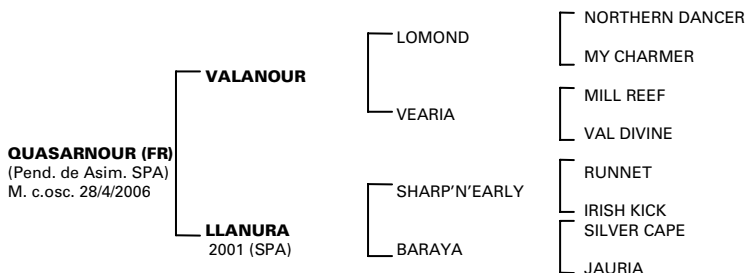 NORTHERN DANCER
LOMOND
MY CHARMER
VALANOUR
MILL REEF
VEARIA
VAL DIVINE
QUASARNOUR (FR)
(Pend. de Asim. SPA)
M. c.osc. 28/4/2006
RUNNET
SHARP'N'EARLY
IRISH KICK
LLANURA
2001 (SPA)
SILVER CAPE
BARAYA
JAURIA